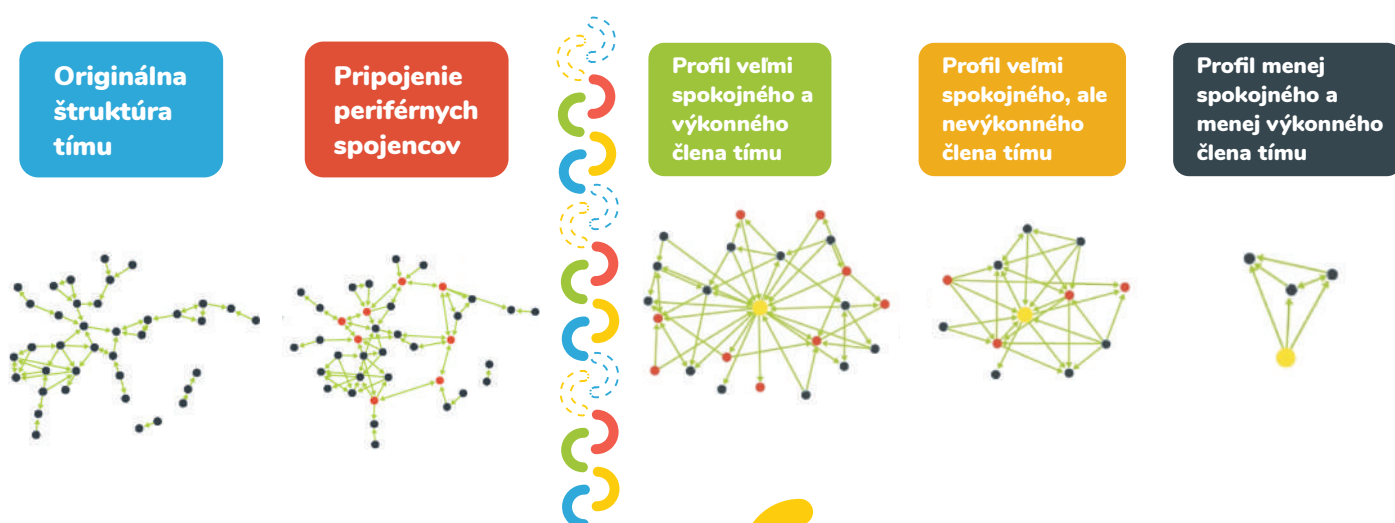 Originálna
štruktúra
tímu
Pripojenie
periférnych
spojencov
Profil veľmi
spokojného a
výkonného
člena tímu
Profil veľmi
spokojného, ale
nevýkonného
člena tímu
Profil menej
spokojného a
menej výkonného
člena tímu